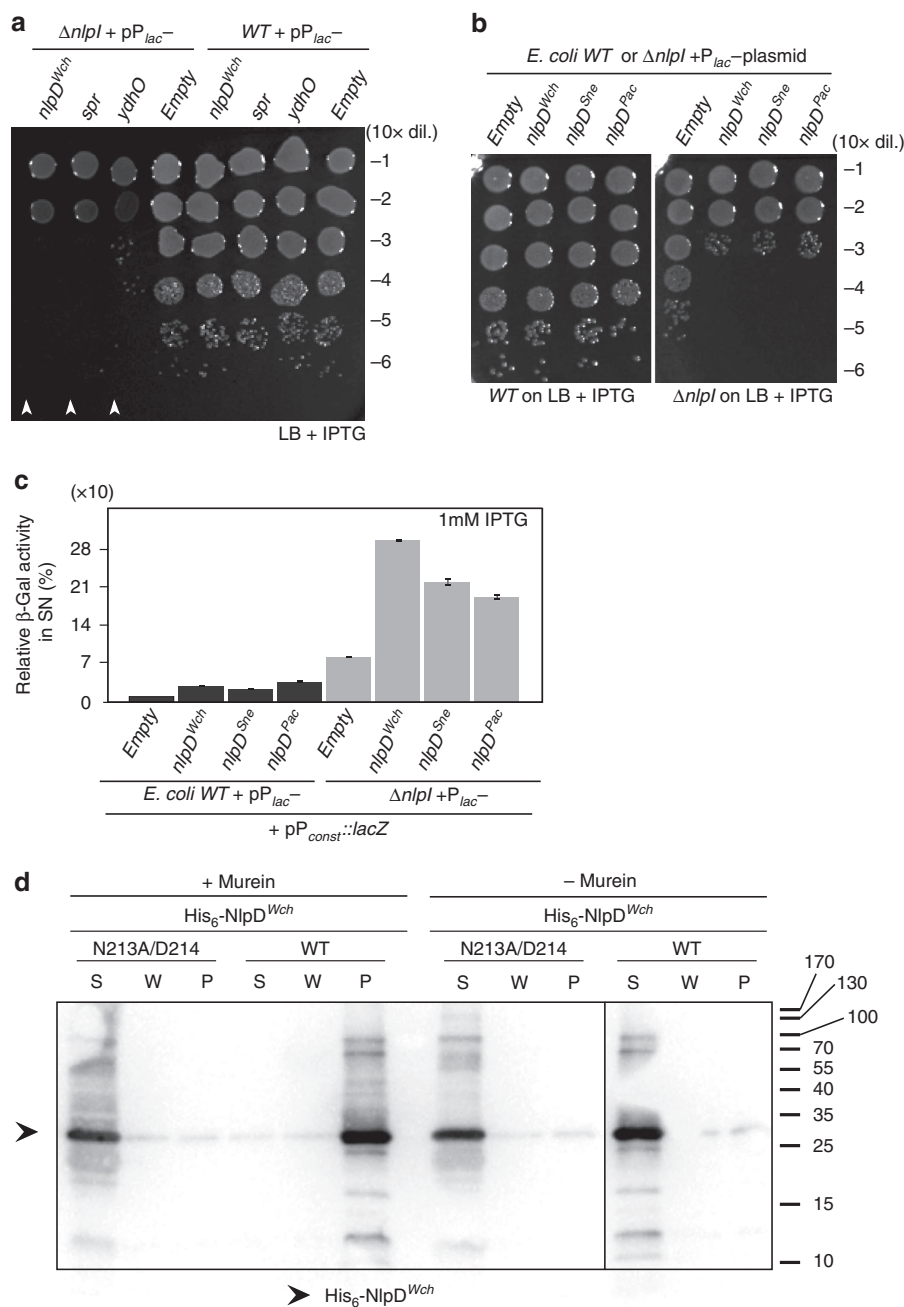 a
ΔnlpI + pPlac–
WT + pPlac–
nlpDWch
spr
ydhO
Empty
nlpDWch
spr
ydhO
Empty
(10× dil.)
–1
–2
–3
–4
–5
–6
LB + IPTG
b
E. coli WT or ΔnlpI +Plac–plasmid
Empty
nlpDWch
nlpDSne
nlpDPac
Empty
nlpDWch
nlpDSne
nlpDPac
(10× dil.)
–1
–2
–3
–4
–5
–6
WT on LB + IPTG
ΔnlpI on LB + IPTG
c
(×10)
1mM IPTG
Relative β-Gal activity
in SN (%)
28
21
14
7
0
Empty
nlpDWch
nlpDSne
nlpDPac
Empty
nlpDWch
nlpDSne
nlpDPac
E. coli WT + pPlac–
ΔnlpI +Plac–
+ pPconst::lacZ
d
+ Murein
– Murein
His6-NlpDWch
His6-NlpDWch
N213A/D214
WT
N213A/D214
WT
S W P S W P S W P S W P
170
130
100
70
55
40
35
25
15
10
His6-NlpDWch